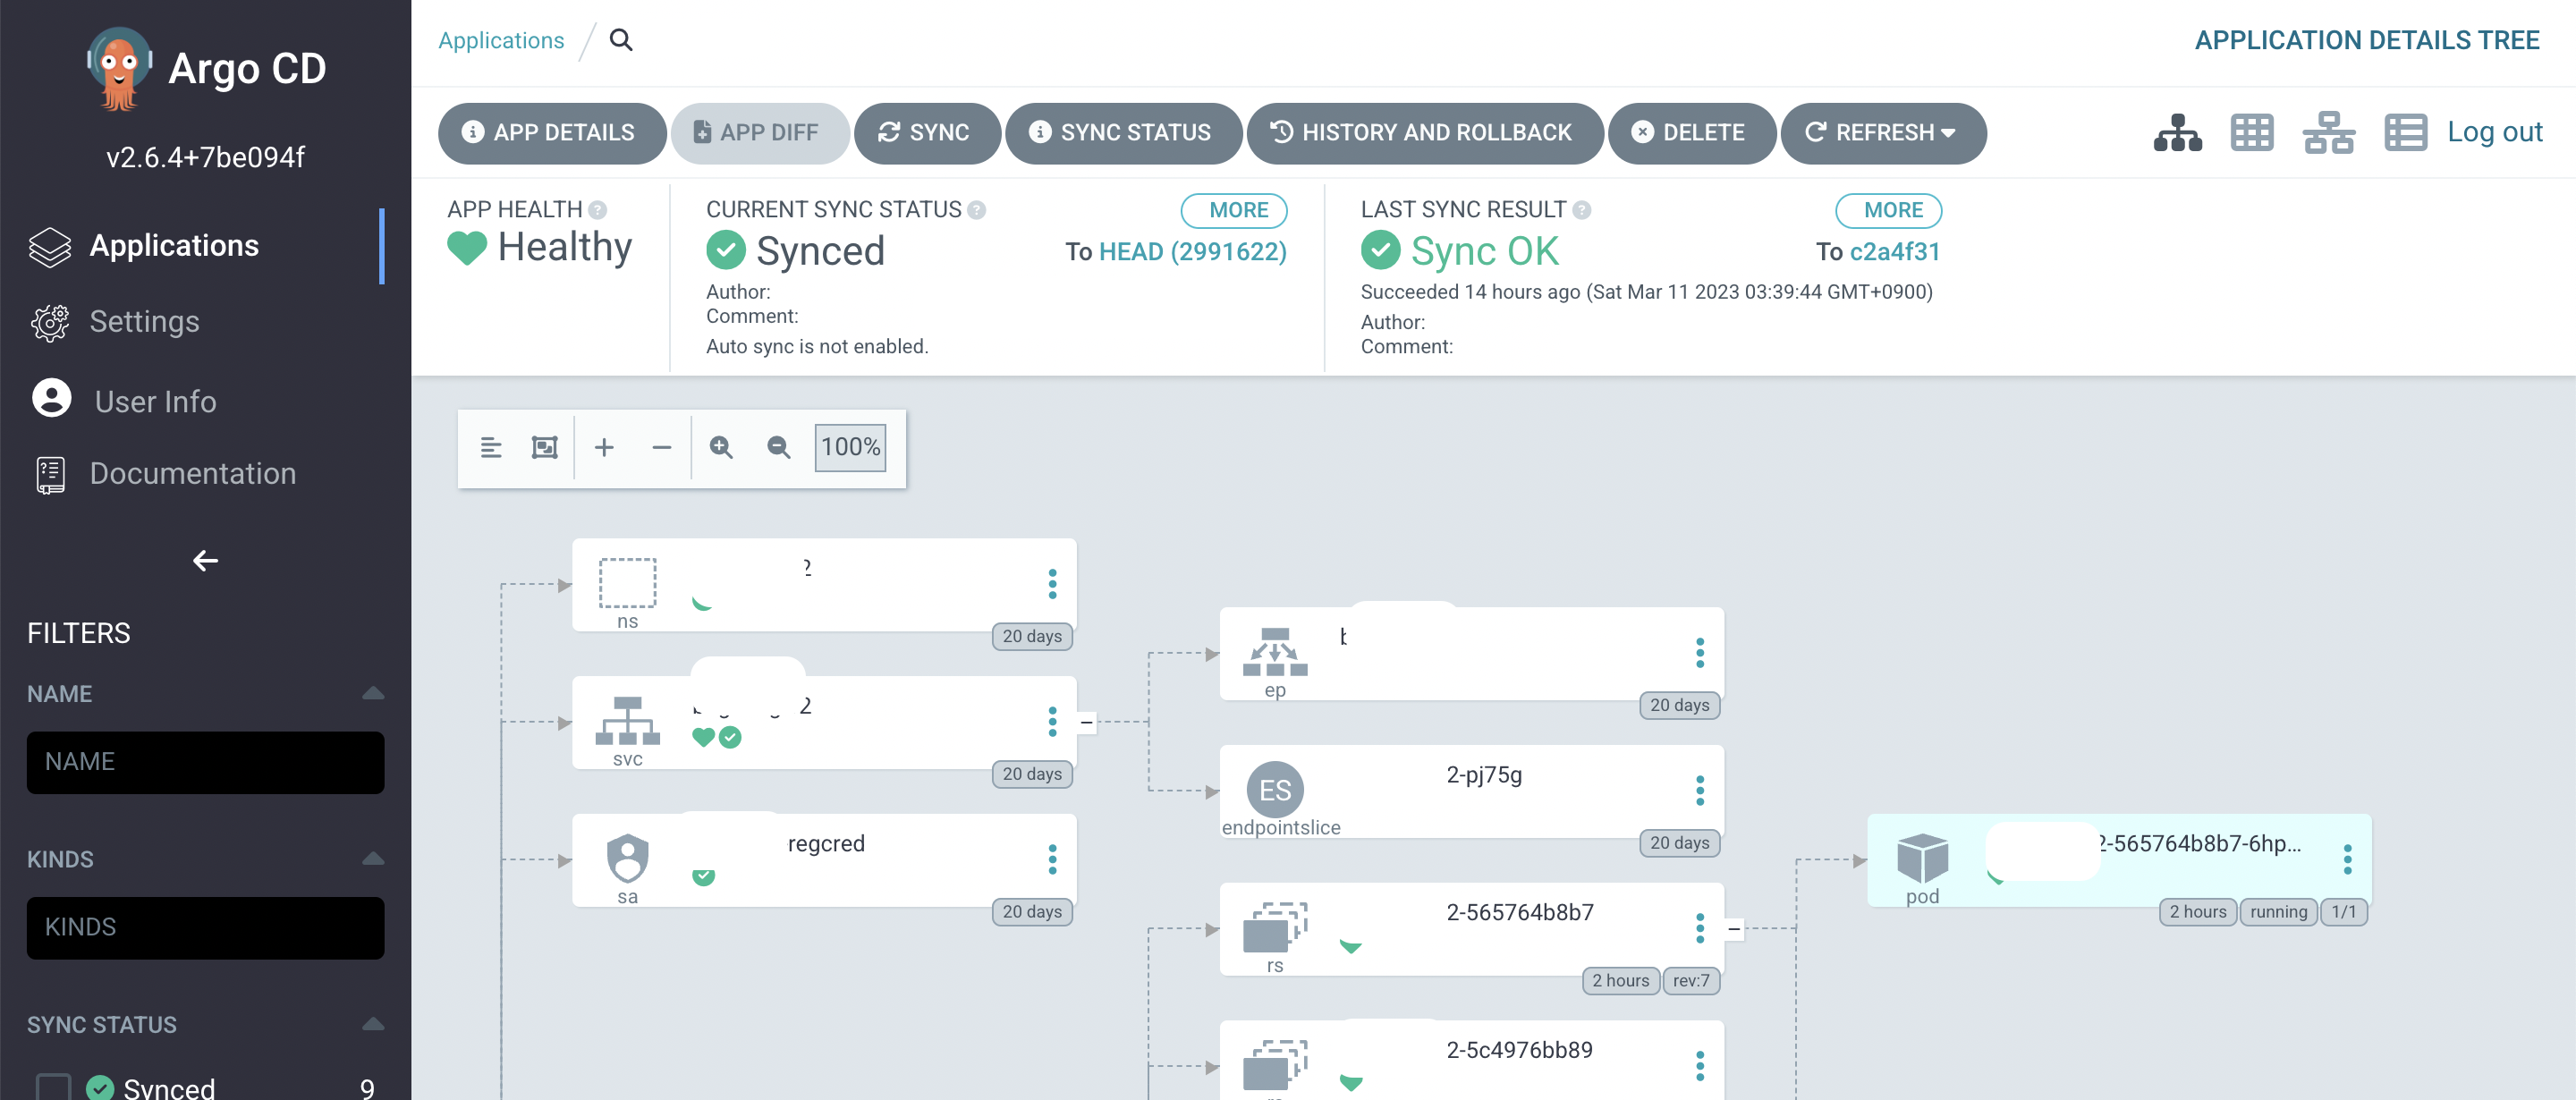 Argo CD
v2.6.4+7be094f
Applications
Settings
User Info
Documentation
FILTERS
NAME
NAME
KINDS
KINDS
SYNC STATUS
Synced 9
Applications /
APPLICATION DETAILS TREE
APP DETAILS
APP DIFF
SYNC
SYNC STATUS
HISTORY AND ROLLBACK
DELETE
REFRESH
Log out
APP HEALTH
Healthy
CURRENT SYNC STATUS
MORE
Synced
To HEAD (2991622)
Author:
Comment:
Auto sync is not enabled.
LAST SYNC RESULT
MORE
Sync OK
To c2a4f31
Succeeded 14 hours ago (Sat Mar 11 2023 03:39:44 GMT+0900)
Author:
Comment:
100%
ns
20 days
2
svc
20 days
regcred
sa
20 days
ep
20 days
ES
2-pj75g
endpointslice
20 days
2-565764b8b7
rs
2 hours
rev:7
2-5c4976bb89
2-565764b8b7-6hp...
pod
2 hours
running
1/1